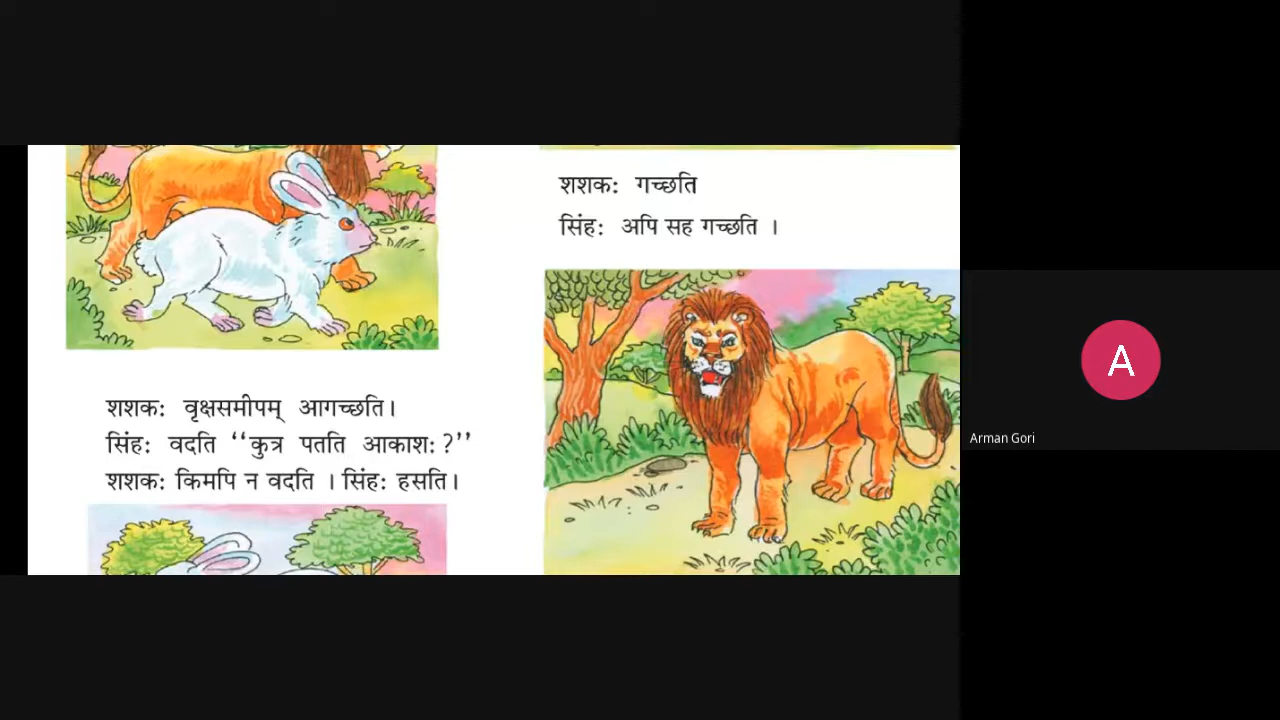 शशक: गच्छति
सिंह: अपि सह गच्छति ।
शशक: वृक्षसमीपम् आगच्छति।
सिंह: वदति ‘‘कुत्र पतति आकाश: ?’’
शशक: किमपि न वदति । सिंह: हसति।
A
Arman Gori